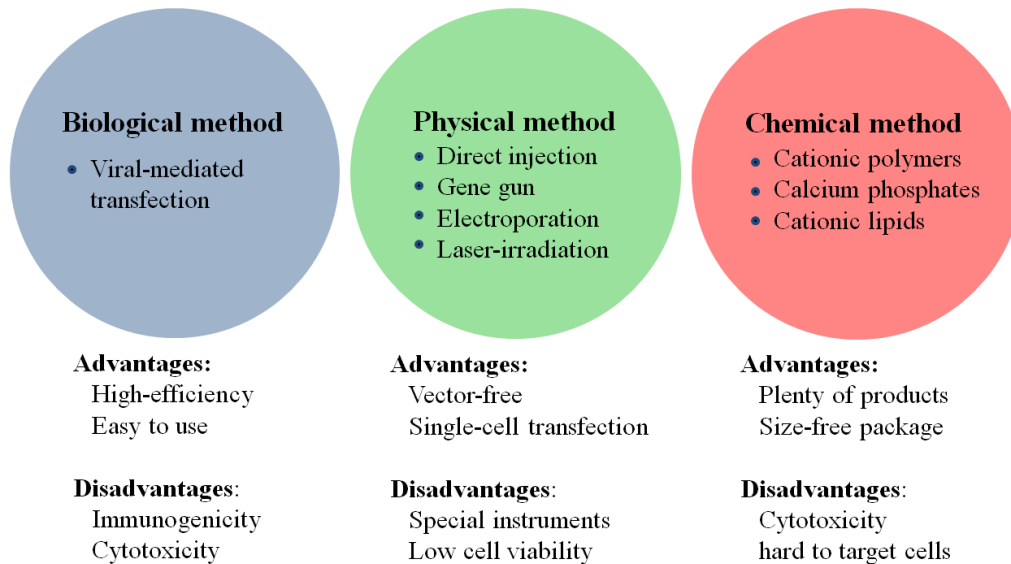 Biological method
• Viral-mediated
transfection
Physical method
• Direct injection
• Gene gun
• Electroporation
• Laser-irradiation
Chemical method
• Cationic polymers
• Calcium phosphates
• Cationic lipids
Advantages:
High-efficiency
Easy to use
Disadvantages:
Immunogenicity
Cytotoxicity
Advantages:
Vector-free
Single-cell transfection
Disadvantages:
Special instruments
Low cell viability
Advantages:
Plenty of products
Size-free package
Disadvantages:
Cytotoxicity
hard to target cells